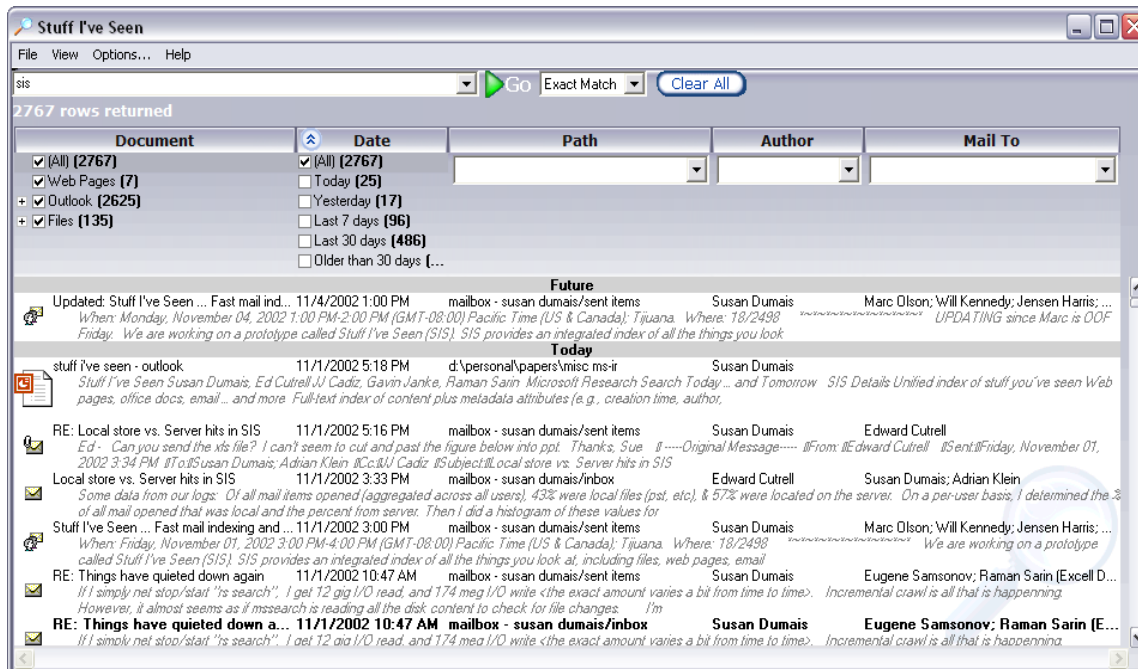 Stuff I've Seen
File View Options... Help
sis Go Exact Match Clear All
2767 rows returned
Document Date Path Author Mail To
(All) (2767) (All) (2767)
Web Pages (7) Today (25)
Outlook (2625) Yesterday (17)
Files (135) Last 7 days (96)
Last 30 days (486)
Older than 30 days (...
Future
Updated: Stuff I've Seen ... Fast mail ind... 11/4/2002 1:00 PM mailbox - susan dumais/sent items Susan Dumais Marc Olson; Will Kennedy; Jensen Harris; ...
When: Monday, November 04, 2002 1:00 PM-2:00 PM (GMT-08:00) Pacific Time (US & Canada); Tijuana. Where: 18/2498 *~*~*~*~*~*~*~*~*~* UPDATING since Marc is OOF
Friday. We are working on a prototype called Stuff I've Seen (SIS). SIS provides an integrated index of all the things you look
Today
stuff i've seen - outlook 11/1/2002 5:18 PM d:\personal\papers\misc ms-ir Susan Dumais
Stuff I've Seen Susan Dumais, Ed Cutrell JJ Cadiz, Gavin Janke, Raman Sarin Microsoft Research Search Today ... and Tomorrow SIS Details Unified index of stuff you've seen Web
pages, office docs, email ... and more Full-text index of content plus metadata attributes (e.g., creation time, author,
RE: Local store vs. Server hits in SIS 11/1/2002 5:16 PM mailbox - susan dumais/sent items Susan Dumais Edward Cutrell
Ed - Can you send the xls file? I can't seem to cut and past the figure below into ppt. Thanks, Sue -----Original Message----- From: Edward Cutrell Sent: Friday, November 01,
2002 3:34 PM To: Susan Dumais; Adrian Klein Cc: JJ Cadiz Subject: Local store vs. Server hits in SIS
Local store vs. Server hits in SIS 11/1/2002 3:33 PM mailbox - susan dumais/inbox Edward Cutrell Susan Dumais; Adrian Klein
Some data from our logs: Of all mail items opened (aggregated across all users), 43% were local files (pst, etc), & 57% were located on the server. On a per-user basis, I determined the %
of all mail opened that was local and the percent from server. Then I did a histogram of these values for
Stuff I've Seen ... Fast mail indexing and ... 11/1/2002 3:00 PM mailbox - susan dumais/sent items Susan Dumais Marc Olson; Will Kennedy; Jensen Harris; ...
When: Friday, November 01, 2002 3:00 PM-4:00 PM (GMT-08:00) Pacific Time (US & Canada); Tijuana. Where: 18/2498 *~*~*~*~*~*~*~*~*~* We are working on a prototype
called Stuff I've Seen (SIS). SIS provides an integrated index of all the things you look at, including files, web pages, email
RE: Things have quieted down again 11/1/2002 10:47 AM mailbox - susan dumais/sent items Susan Dumais Eugene Samsonov; Raman Sarin (Excell D...
If I simply net stop/start "rs search", I get 12 gig I/O read, and 174 meg I/O write <the exact amount varies a bit from time to time>. Incremental crawl is all that is happenning.
However, it almost seems as if mssearch is reading all the disk content to check for file changes. I'm
RE: Things have quieted down a... 11/1/2002 10:47 AM mailbox - susan dumais/inbox Susan Dumais Eugene Samsonov; Raman Sarin (E...
If I simply net stop/start "rs search", I get 12 gig I/O read, and 174 meg I/O write <the exact amount varies a bit from time to time>. Incremental crawl is all that is happenning.